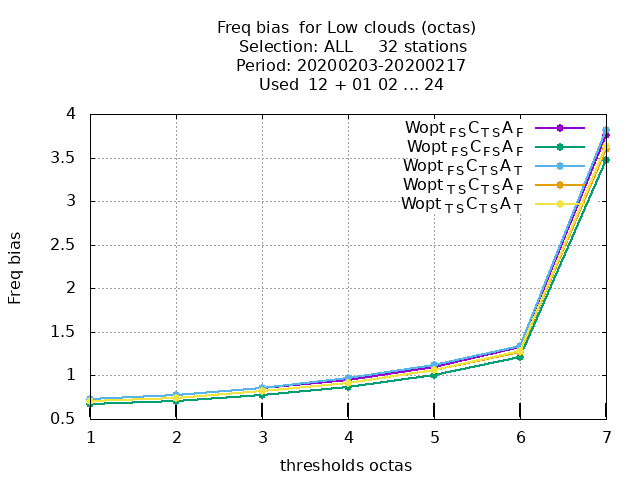 Freq bias  for Low clouds (octas)
Selection: ALL     32 stations
Period: 20200203-20200217
Used  12 + 01 02 ... 24
Wopt FS C TS A F
Wopt FS C FS A F
Wopt FS C TS A T
Wopt TS C TS A F
Wopt TS C TS A T
4
3.5
3
2.5
2
1.5
1
0.5
Freq bias
1 2 3 4 5 6 7
thresholds octas